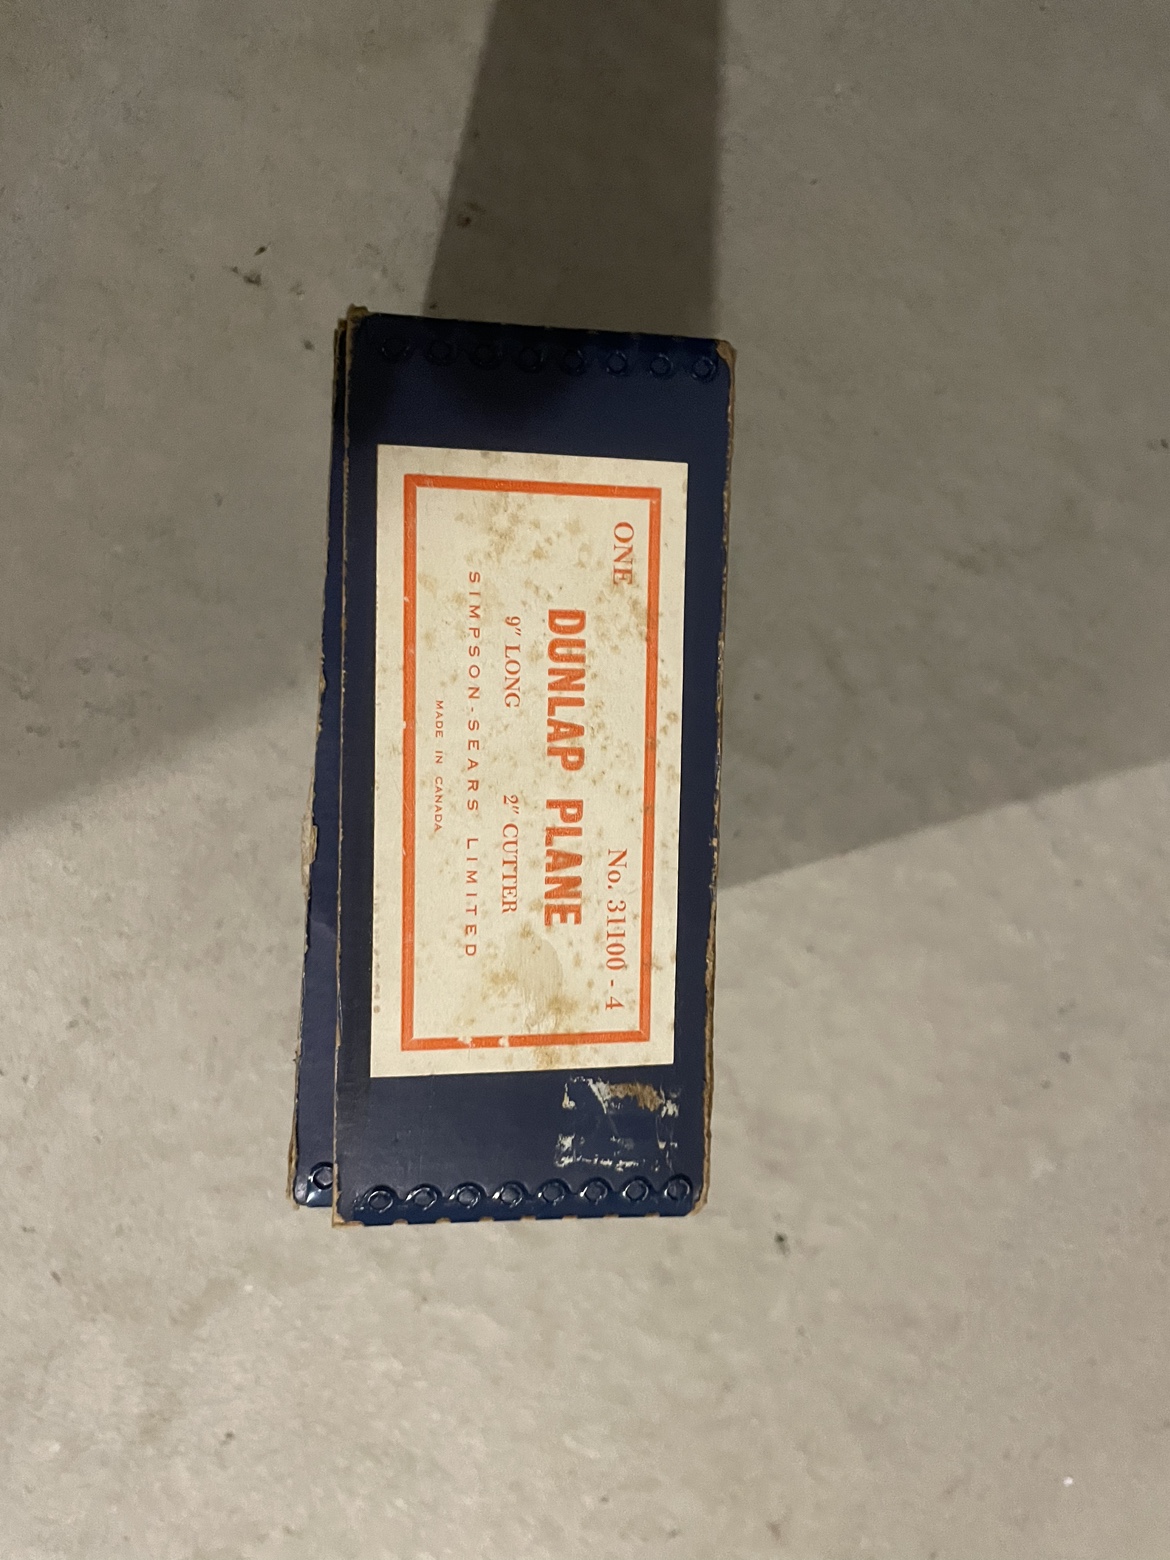 ONE No. 31100-4
DUNLAP PLANE
9" LONG 2" CUTTER
SIMPSON-SEARS LIMITED
MADE IN CANADA